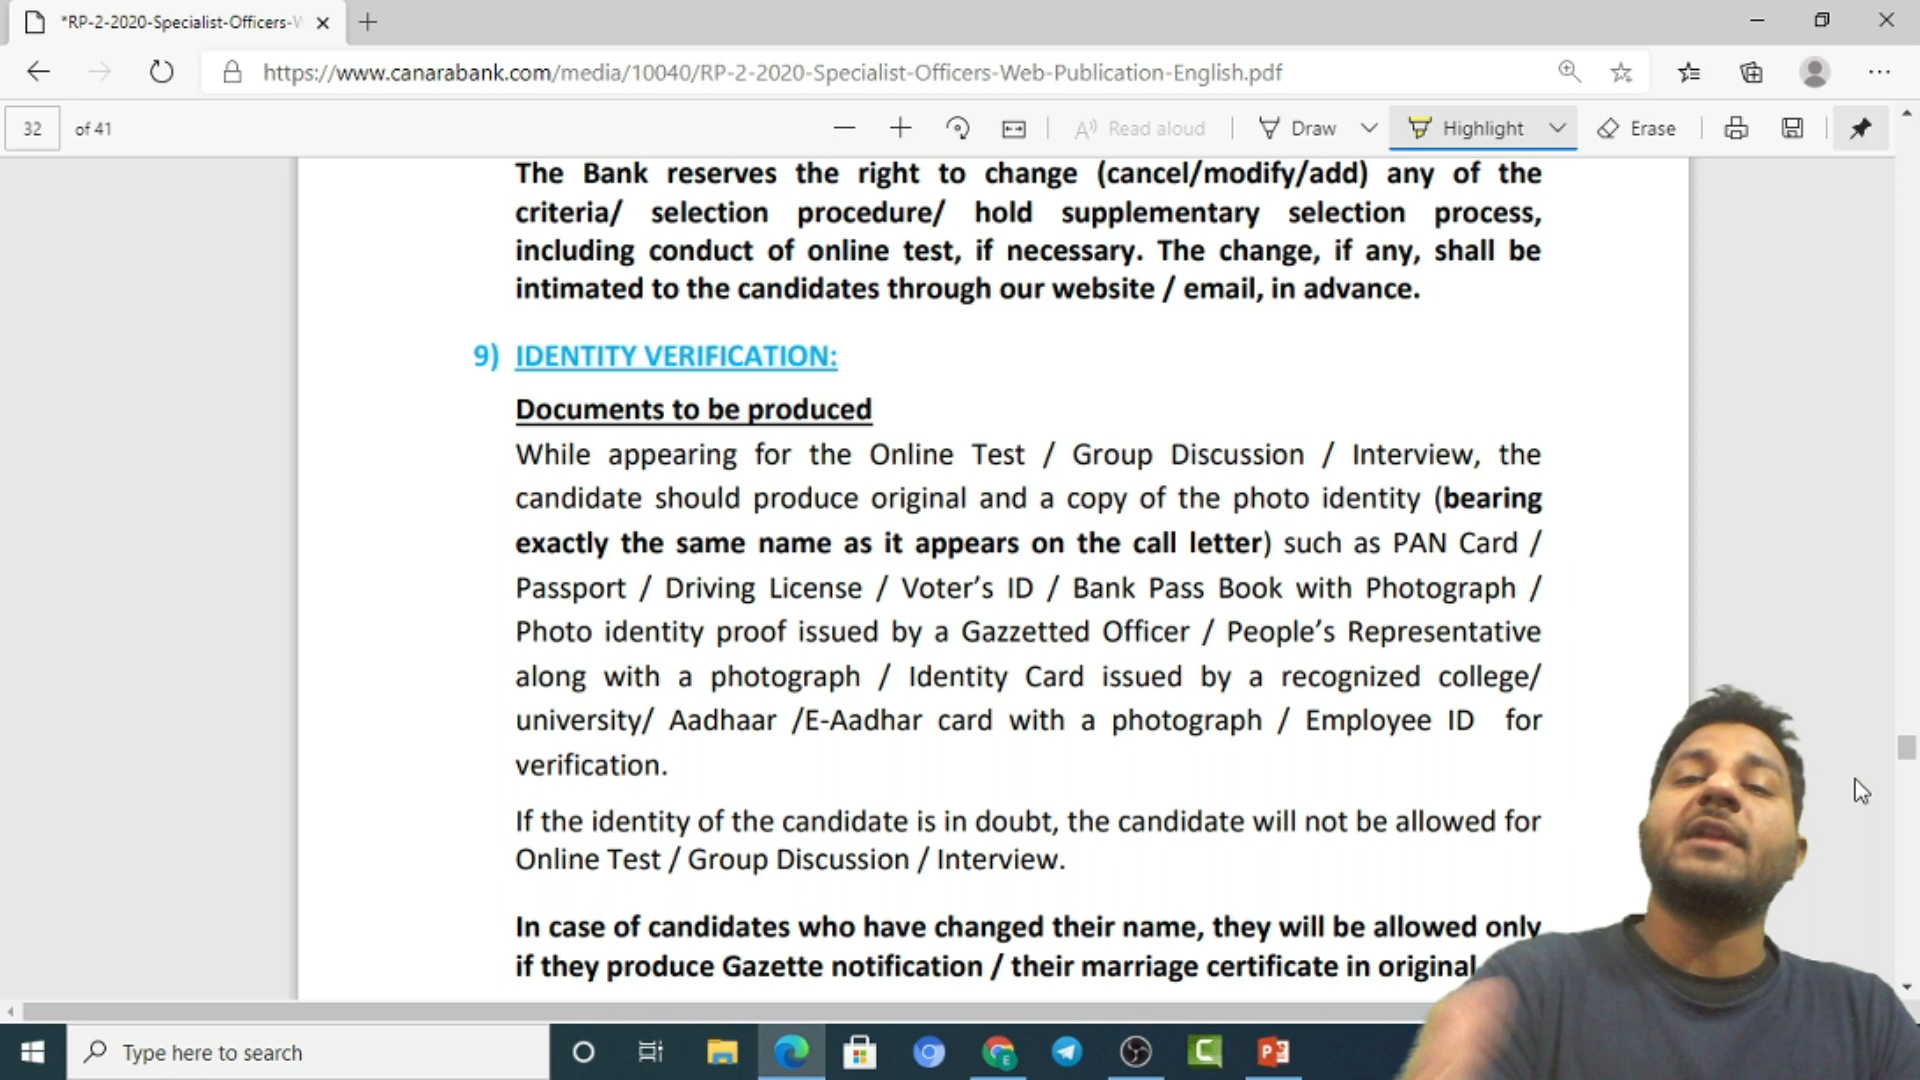 *RP-2-2020-Specialist-Officers-W
https://www.canarabank.com/media/10040/RP-2-2020-Specialist-Officers-Web-Publication-English.pdf
32 of 41 Read aloud Draw Highlight Erase
The Bank reserves the right to change (cancel/modify/add) any of the
criteria/ selection procedure/ hold supplementary selection process,
including conduct of online test, if necessary. The change, if any, shall be
intimated to the candidates through our website / email, in advance.
9) IDENTITY VERIFICATION:
Documents to be produced
While appearing for the Online Test / Group Discussion / Interview, the
candidate should produce original and a copy of the photo identity (bearing
exactly the same name as it appears on the call letter) such as PAN Card /
Passport / Driving License / Voter’s ID / Bank Pass Book with Photograph /
Photo identity proof issued by a Gazzetted Officer / People’s Representative
along with a photograph / Identity Card issued by a recognized college/
university/ Aadhaar /E-Aadhar card with a photograph / Employee ID for
verification.
If the identity of the candidate is in doubt, the candidate will not be allowed for
Online Test / Group Discussion / Interview.
In case of candidates who have changed their name, they will be allowed only
if they produce Gazette notification / their marriage certificate in original
Type here to search